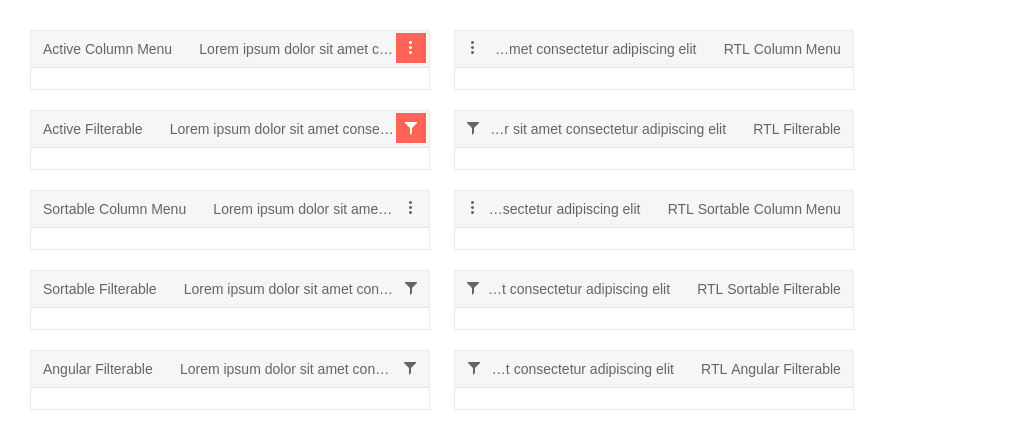 Active Column Menu Lorem ipsum dolor sit amet c…
…met consectetur adipiscing elit RTL Column Menu
Active Filterable Lorem ipsum dolor sit amet conse…
…r sit amet consectetur adipiscing elit RTL Filterable
Sortable Column Menu Lorem ipsum dolor sit ame…
…sectetur adipiscing elit RTL Sortable Column Menu
Sortable Filterable Lorem ipsum dolor sit amet con…
…t consectetur adipiscing elit RTL Sortable Filterable
Angular Filterable Lorem ipsum dolor sit amet con…
…t consectetur adipiscing elit RTL Angular Filterable